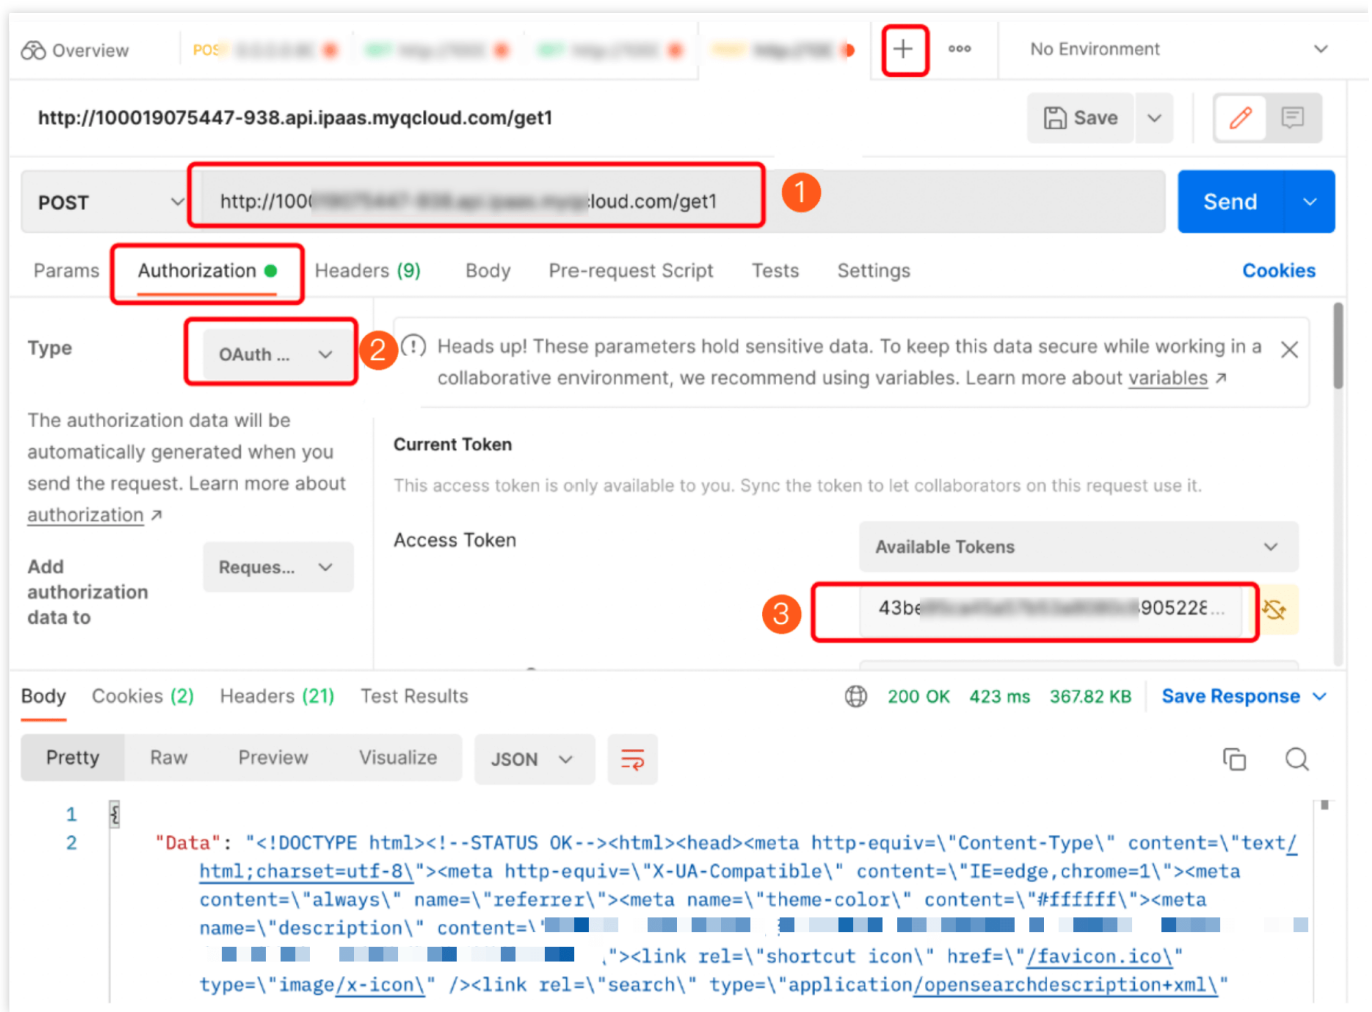 Overview
POS
No Environment
http://100019075447-938.api.ipaas.myqcloud.com/get1
Save
POST
http://100
cloud.com/get1
1
Send
Params
Authorization
Headers (9)
Body
Pre-request Script
Tests
Settings
Cookies
Type
OAuth ...
2
Heads up! These parameters hold sensitive data. To keep this data secure while working in a
collaborative environment, we recommend using variables. Learn more about variables ↗
The authorization data will be
automatically generated when you
send the request. Learn more about
authorization ↗
Current Token
This access token is only available to you. Sync the token to let collaborators on this request use it.
Add
authorization
data to
Reques...
Access Token
Available Tokens
3
43be
905228...
Body
Cookies (2)
Headers (21)
Test Results
200 OK
423 ms
367.82 KB
Save Response
Pretty
Raw
Preview
Visualize
JSON
1 {
2 "Data": "<!DOCTYPE html><!--STATUS OK--><html><head><meta http-equiv=\"Content-Type\" content=\"text/
html;charset=utf-8\"><meta http-equiv=\"X-UA-Compatible\" content=\"IE=edge,chrome=1\"><meta
content=\"always\" name=\"referrer\"><meta name=\"theme-color\" content=\"#ffffff\"><meta
name=\"description\" content=\"
\"><link rel=\"shortcut icon\" href=\"/favicon.ico\"
type=\"image/x-icon\" /><link rel=\"search\" type=\"application/opensearchdescription+xml\"